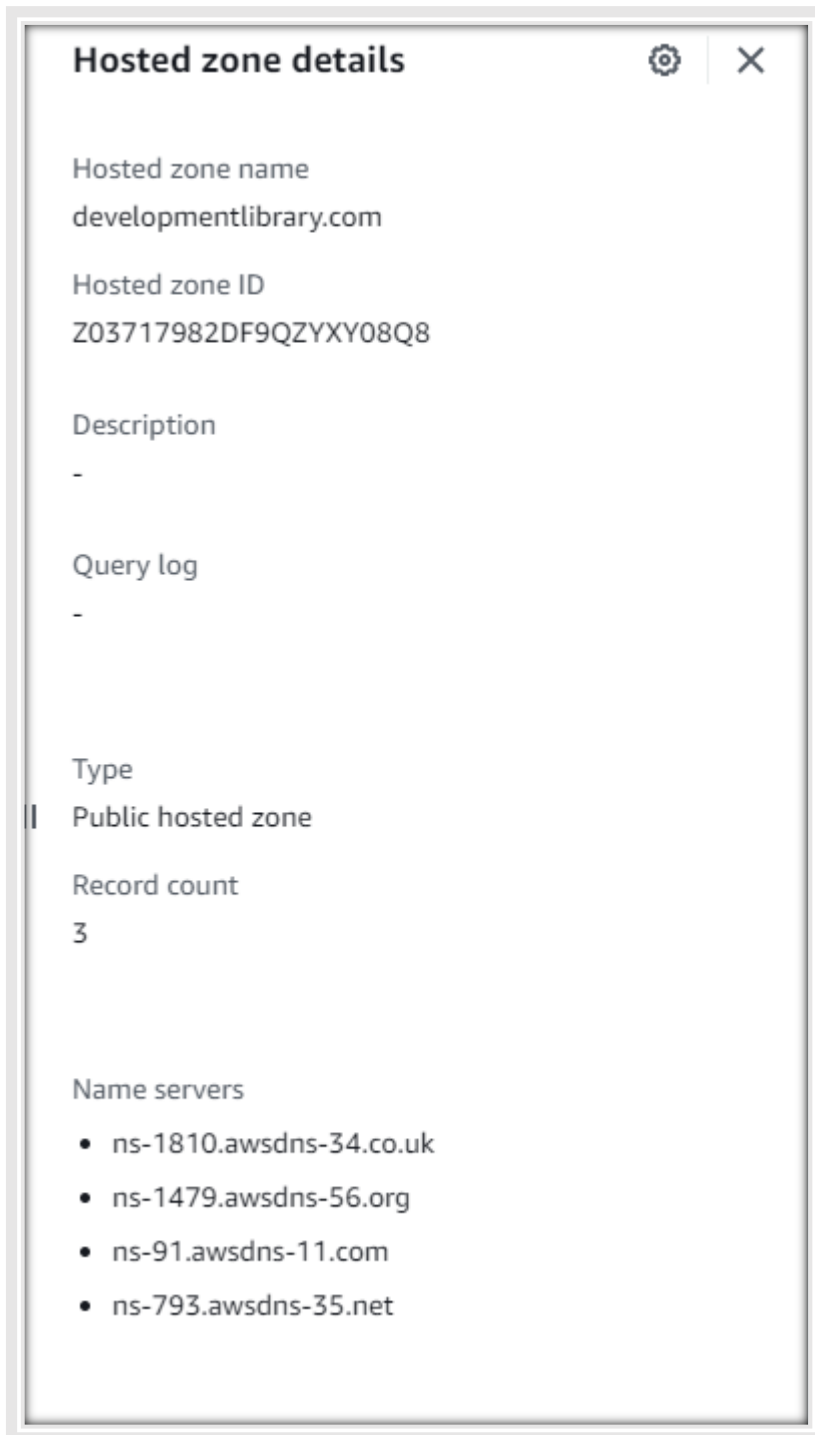 Hosted zone details
Hosted zone name
developmentlibrary.com
Hosted zone ID
Z03717982DF9QZYXY08Q8
Description
-
Query log
-
Type
Public hosted zone
Record count
3
Name servers
• ns-1810.awsdns-34.co.uk
• ns-1479.awsdns-56.org
• ns-91.awsdns-11.com
• ns-793.awsdns-35.net